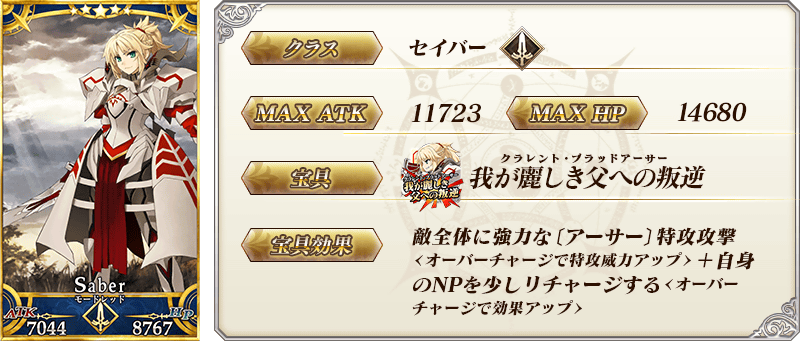 Saber
モードレッド
ATK
7044
HP
8767
クラス
セイバー
MAX ATK
11723
MAX HP
14680
宝具
我が麗しき
父への叛逆
クラレント・ブラッドアーサー
我が麗しき父への叛逆
宝具効果
敵全体に強力な〔アーサー〕特攻攻撃
<オーバーチャージで特攻威力アップ>+自身
のNPを少しリチャージする<オーバー
チャージで効果アップ>